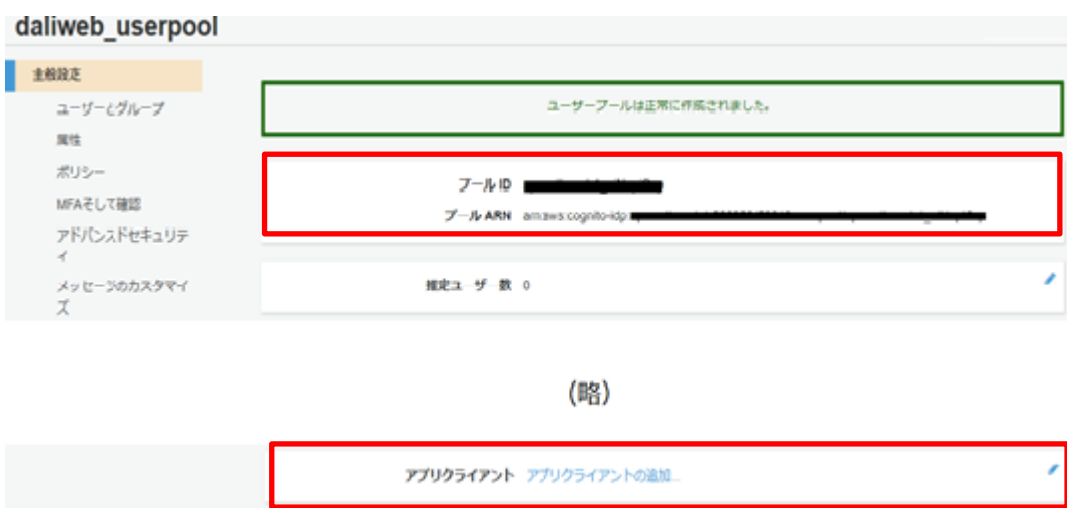 daliweb_userpool
主般設定
ユーザーとグループ
ユーザープールは正常に作成されました。
属性
ポリシー
プール ID
MFAそして確認
プール ARN arn:aws:cognito-idp:
アドバンスドセキュリテ
ィ
メッセージのカスタマイ
ズ
推定ユーザー数 0
(略)
アプリクライアント アプリクライアントの追加...